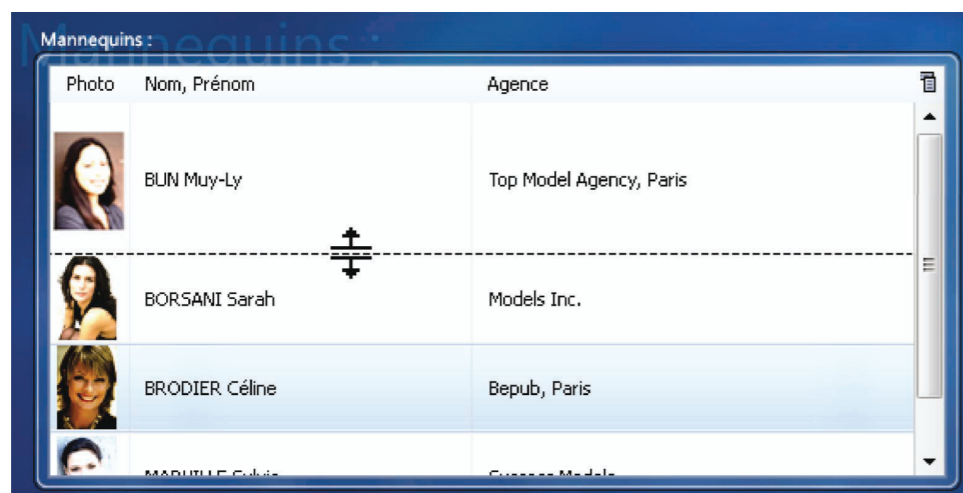 Mannequins :
Mannequins :
Photo Nom, Prénom Agence
BUN Muy-Ly Top Model Agency, Paris
BORSANI Sarah Models Inc.
BRODIER Céline Bepub, Paris